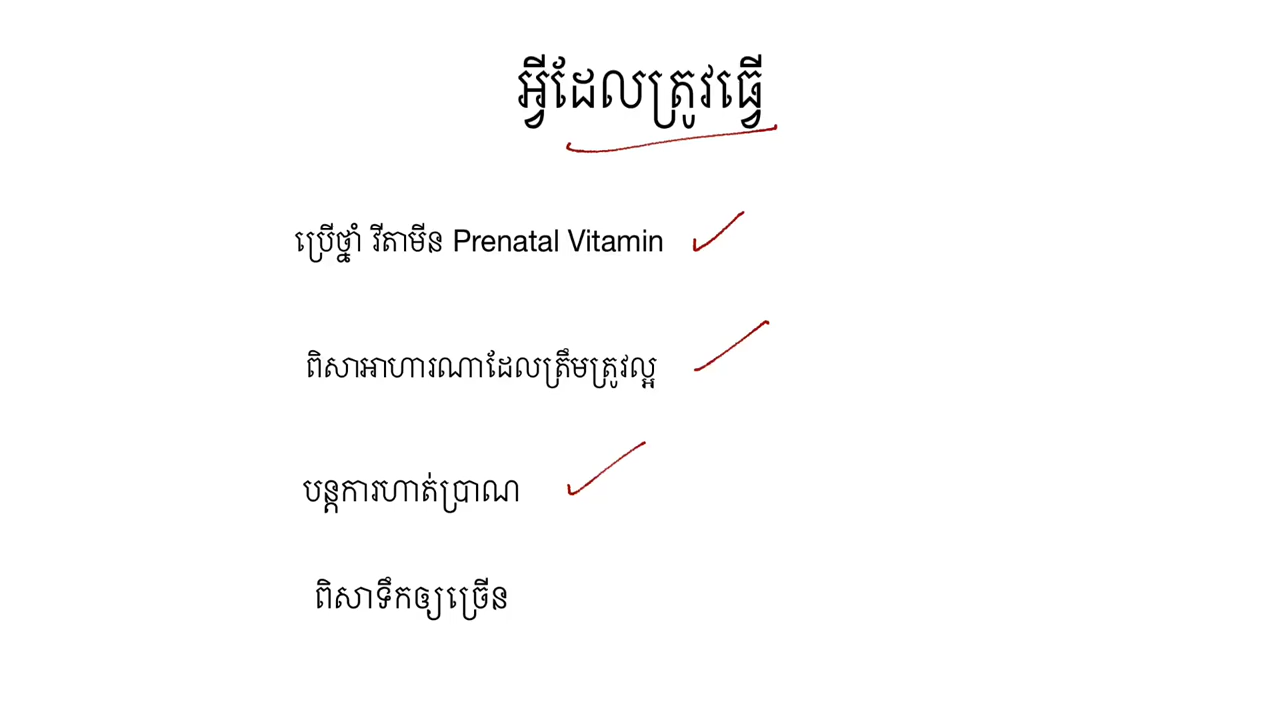 អ្វីដែលត្រូវធ្វើ
ប្រើថ្នាំ វីតាមីន Prenatal Vitamin
ពិសាអាហារណាដែលត្រឹមត្រូវល្អ
បន្តការហាត់ប្រាណ
ពិសាទឹកឲ្យច្រើន